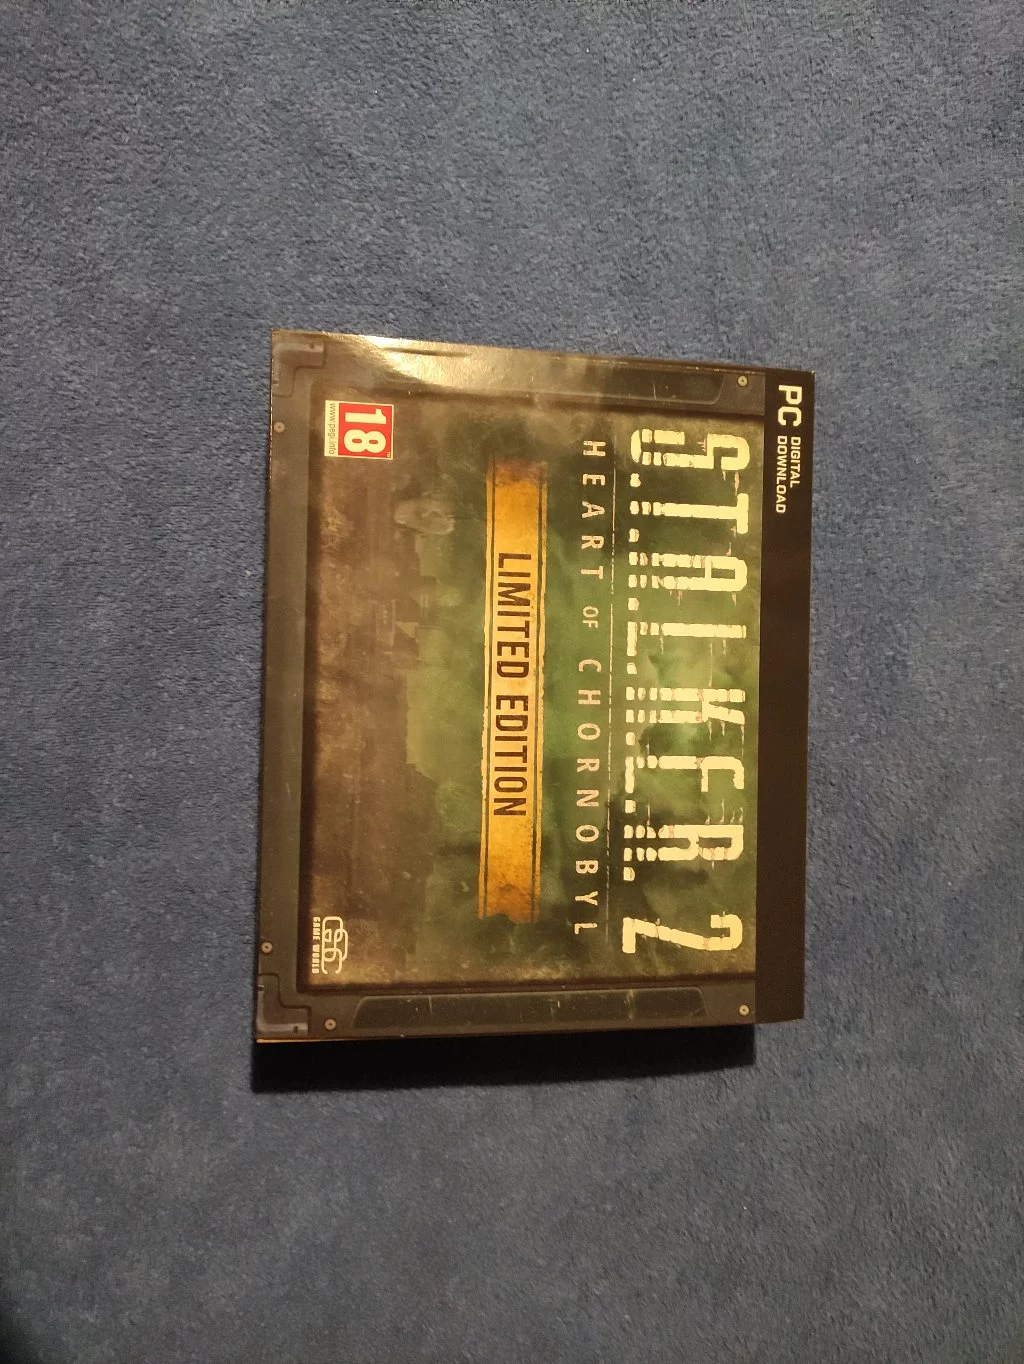 PC DIGITAL
DOWNLOAD
S.T.A.L.K.E.R. 2
HEART OF CHORNOBYL
LIMITED EDITION
18
www.pegi.info
GSC
GAME WORLD